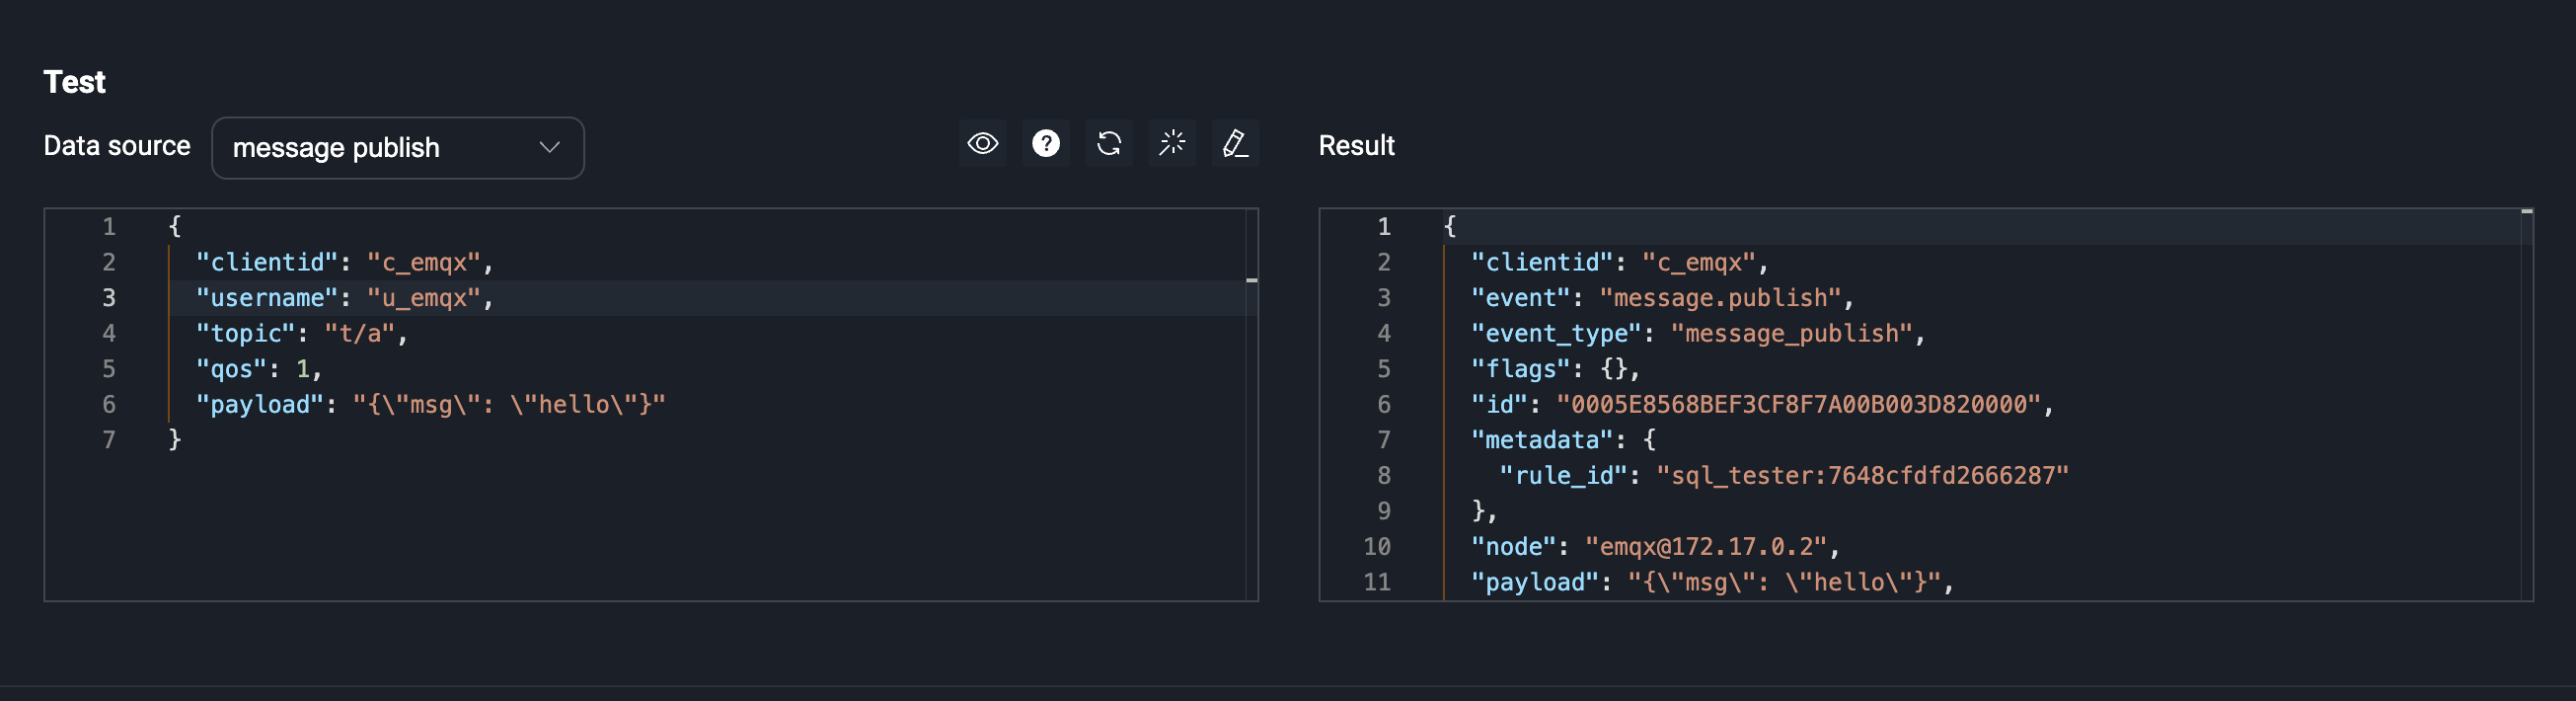 Test
Data source message publish ?
1 {
2 "clientid": "c_emqx",
3 "username": "u_emqx",
4 "topic": "t/a",
5 "qos": 1,
6 "payload": "{\"msg\": \"hello\"}"
7 }
Result
1 {
2 "clientid": "c_emqx",
3 "event": "message.publish",
4 "event_type": "message_publish",
5 "flags": {},
6 "id": "0005E8568BEF3CF8F7A00B003D820000",
7 "metadata": {
8 "rule_id": "sql_tester:7648cfdfd2666287"
9 },
10 "node": "emqx@172.17.0.2",
11 "payload": "{\"msg\": \"hello\"}",